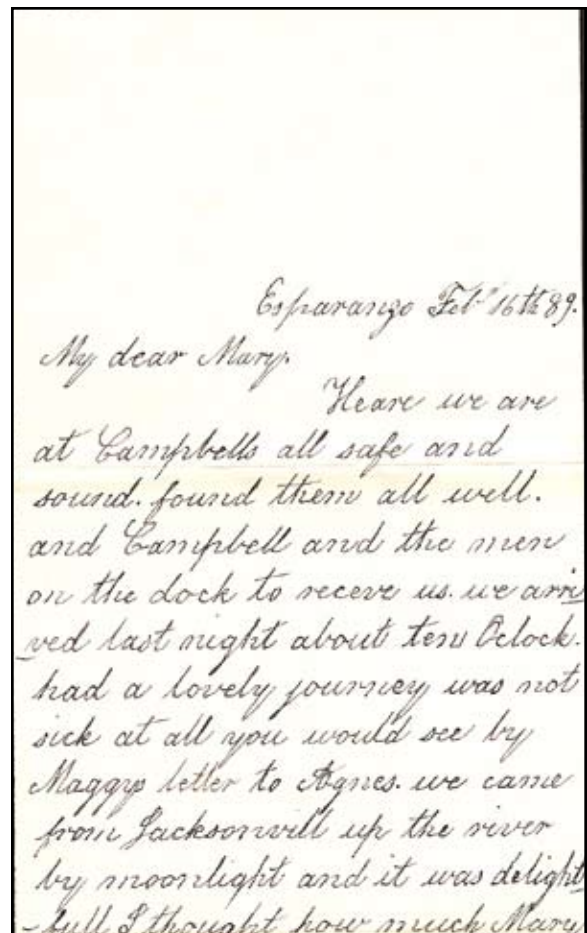 Esparanzo Feby 16th 89.
My dear Mary.
Heare we are
at Campbells all safe and
sound. found them all well.
and Campbell and the men
on the dock to receve us. we arri
ved last night about ten Oclock.
had a lovely journey was not
sick at all you would see by
Maggys letter to Agnes. we came
from Jacksonvill up the river
by moonlight and it was delight
-full I thought how much Mary